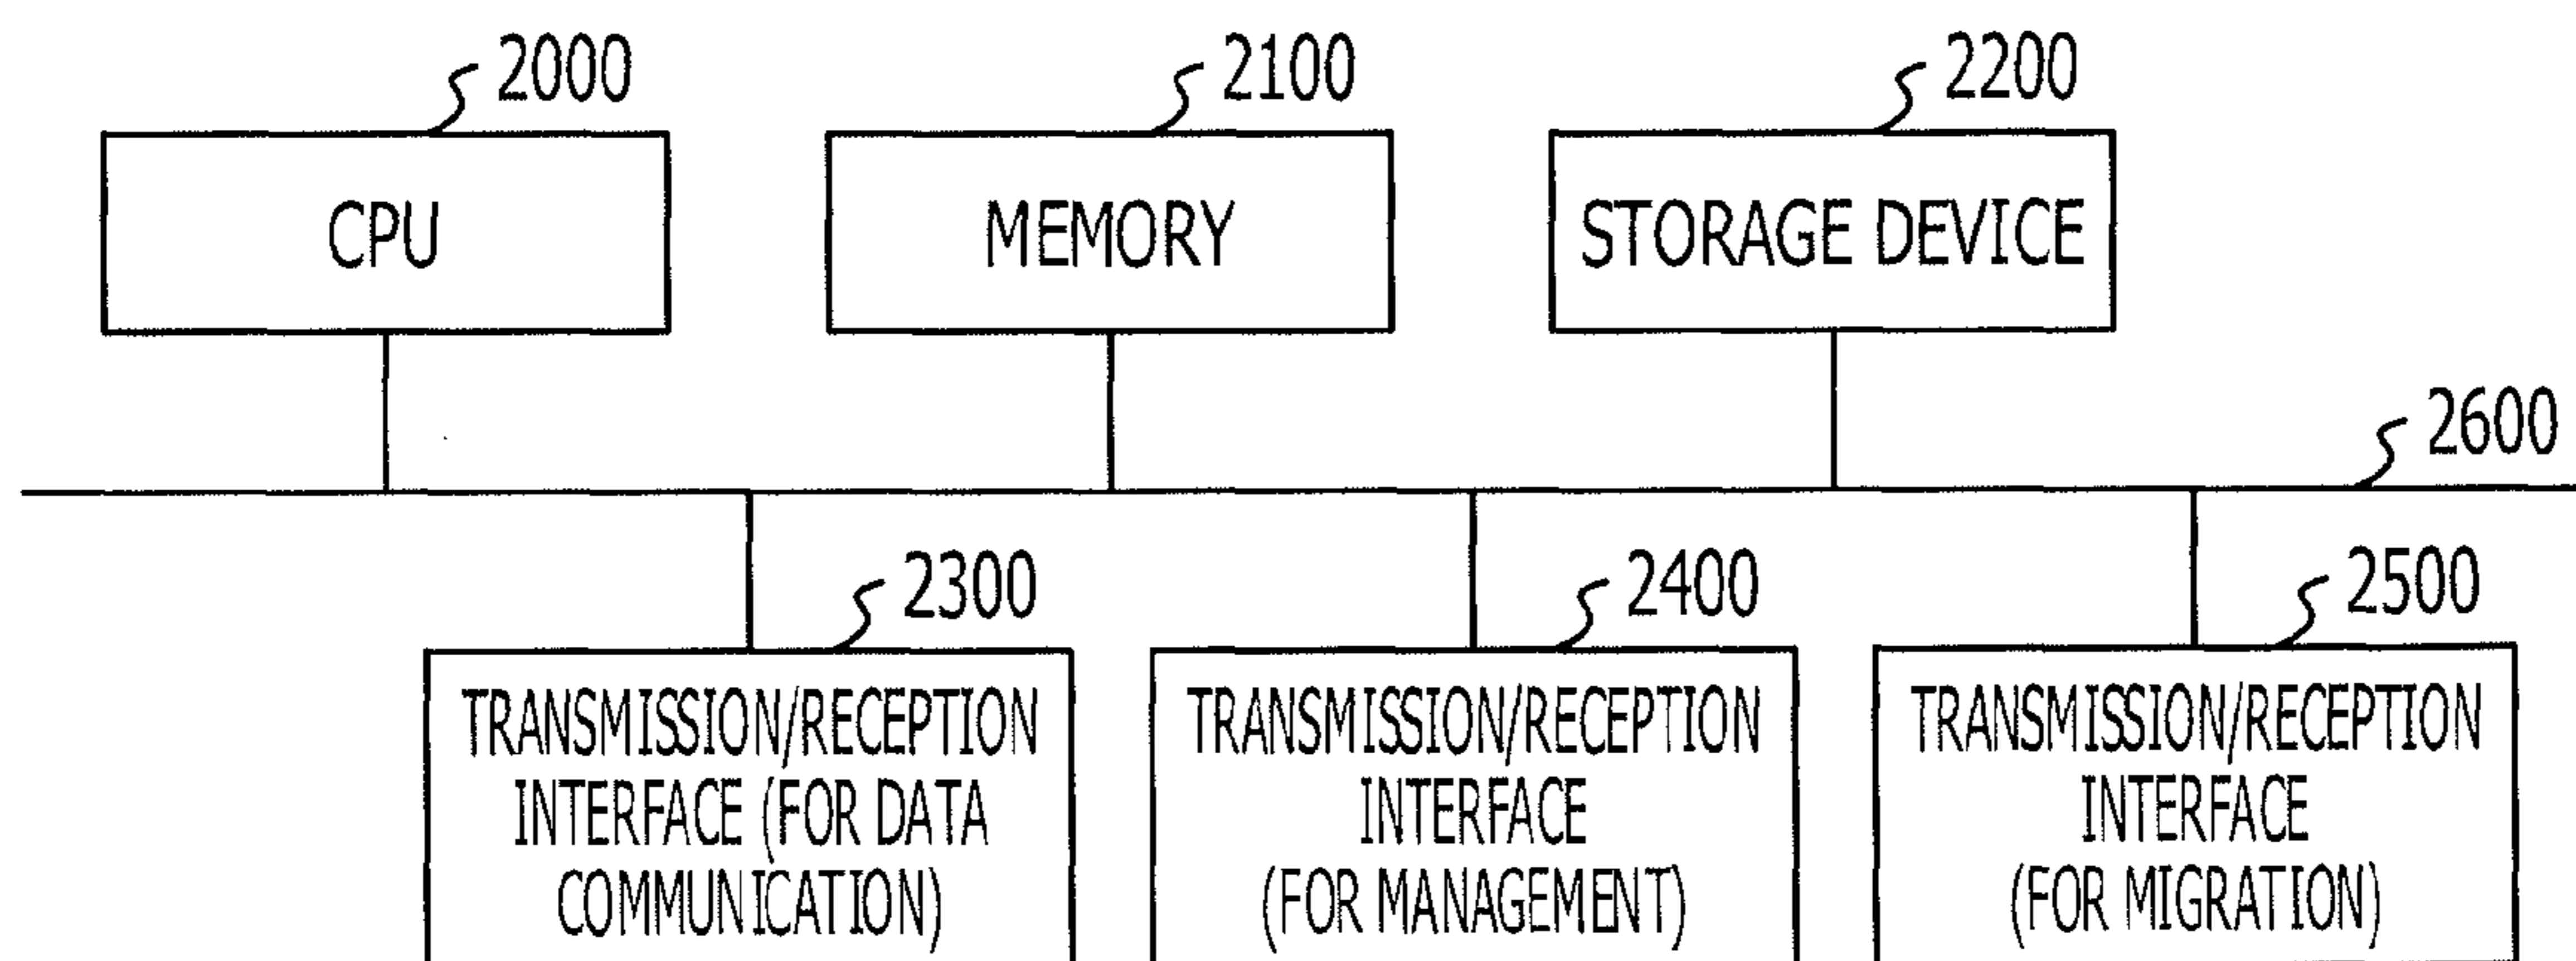 2000
2100
2200
CPU
MEMORY
STORAGE DEVICE
2600
2300
2400
2500
TRANSMISSION/RECEPTION
INTERFACE (FOR DATA
COMMUNICATION)
TRANSMISSION/RECEPTION
INTERFACE
(FOR MANAGEMENT)
TRANSMISSION/RECEPTION
INTERFACE
(FOR MIGRATION)